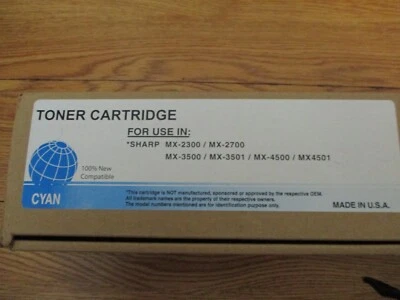 TONER CARTRIDGE
FOR USE IN:
*SHARP MX-2300 / MX-2700
MX-3500 / MX-3501 / MX-4500 / MX4501
100% New
Compatible
*This cartridge is NOT manufactured, sponsored or approved by the respective OEM.
All trademark names are the property of their respective owners.
The model numbers mentioned are for identification purpose only.
CYAN
MADE IN U.S.A.